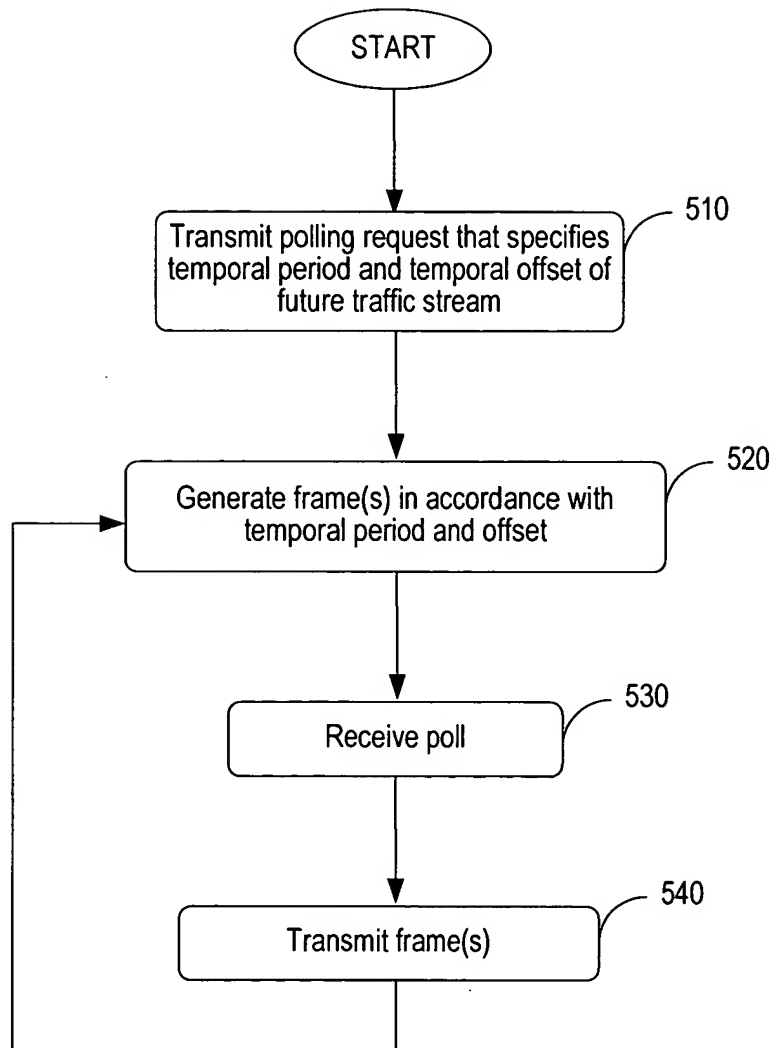 START
510
Transmit polling request that specifies
temporal period and temporal offset of
future traffic stream
520
Generate frame(s) in accordance with
temporal period and offset
530
Receive poll
540
Transmit frame(s)